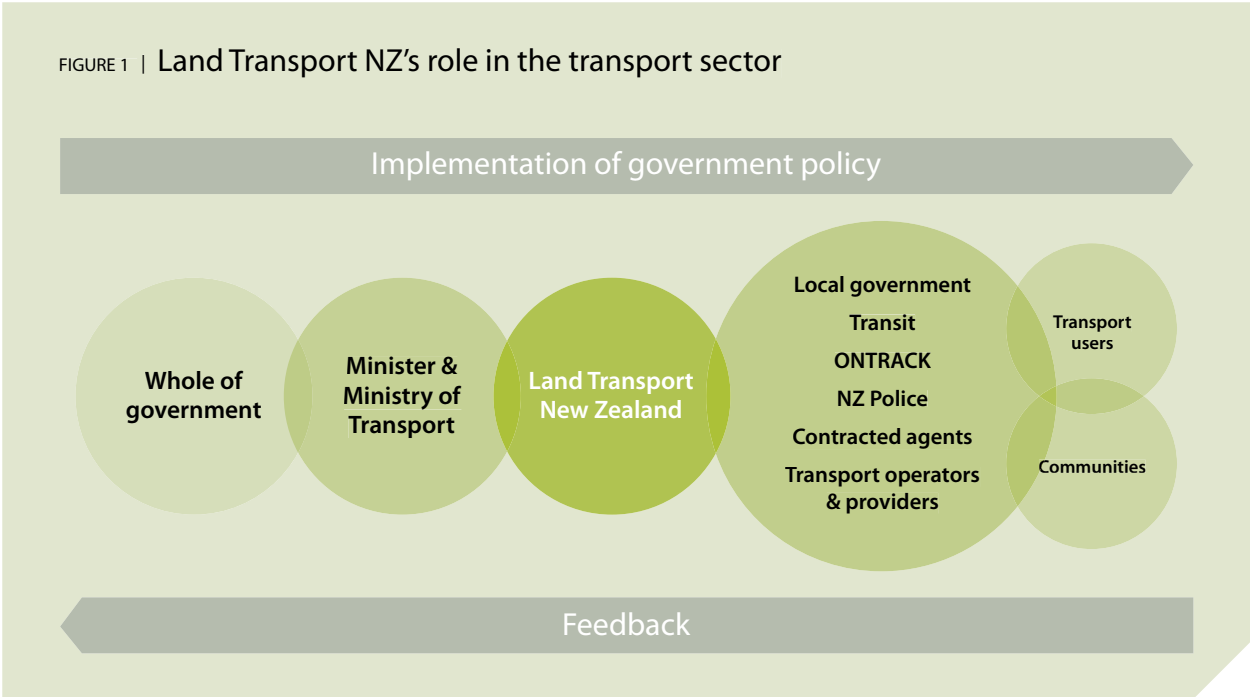 FIGURE 1 | Land Transport NZ’s role in the transport sector
Implementation of government policy
Whole of
government
Minister &
Ministry of
Transport
Land Transport
New Zealand
Local government
Transit
ONTRACK
NZ Police
Contracted agents
Transport operators
& providers
Transport
users
Communities
Feedback